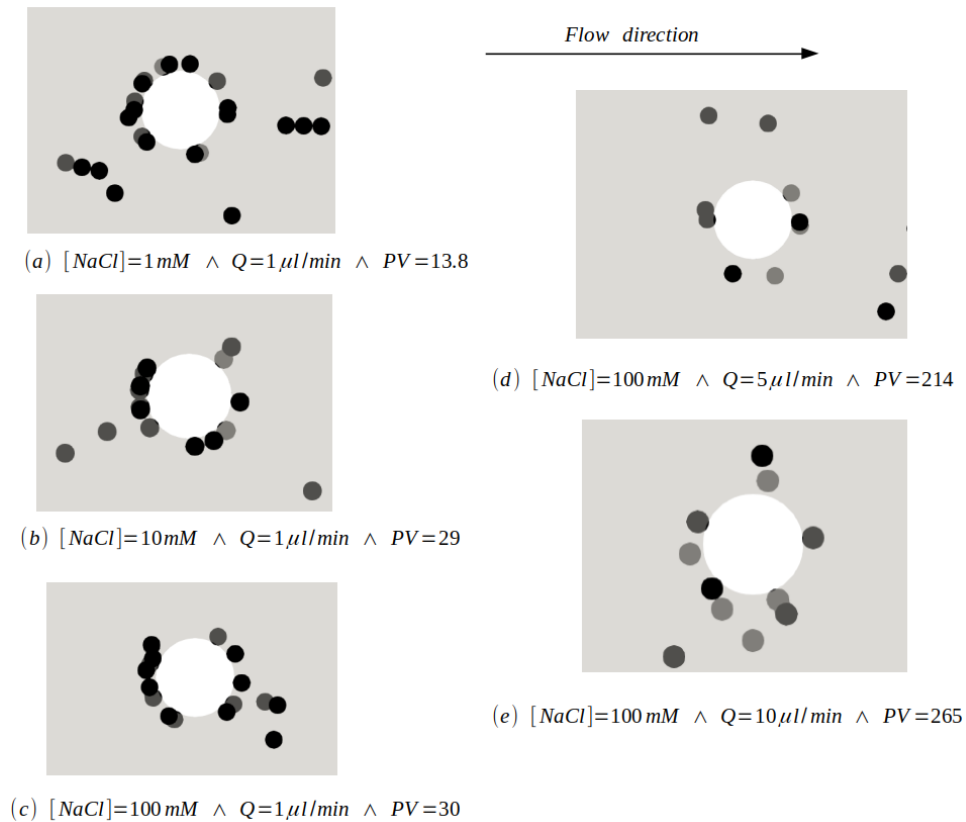 Flow direction
(a) [NaCl]=1 mM ∧ Q=1 μl/min ∧ PV=13.8
(b) [NaCl]=10 mM ∧ Q=1 μl/min ∧ PV=29
(c) [NaCl]=100 mM ∧ Q=1 μl/min ∧ PV=30
(d) [NaCl]=100 mM ∧ Q=5 μl/min ∧ PV=214
(e) [NaCl]=100 mM ∧ Q=10 μl/min ∧ PV=265